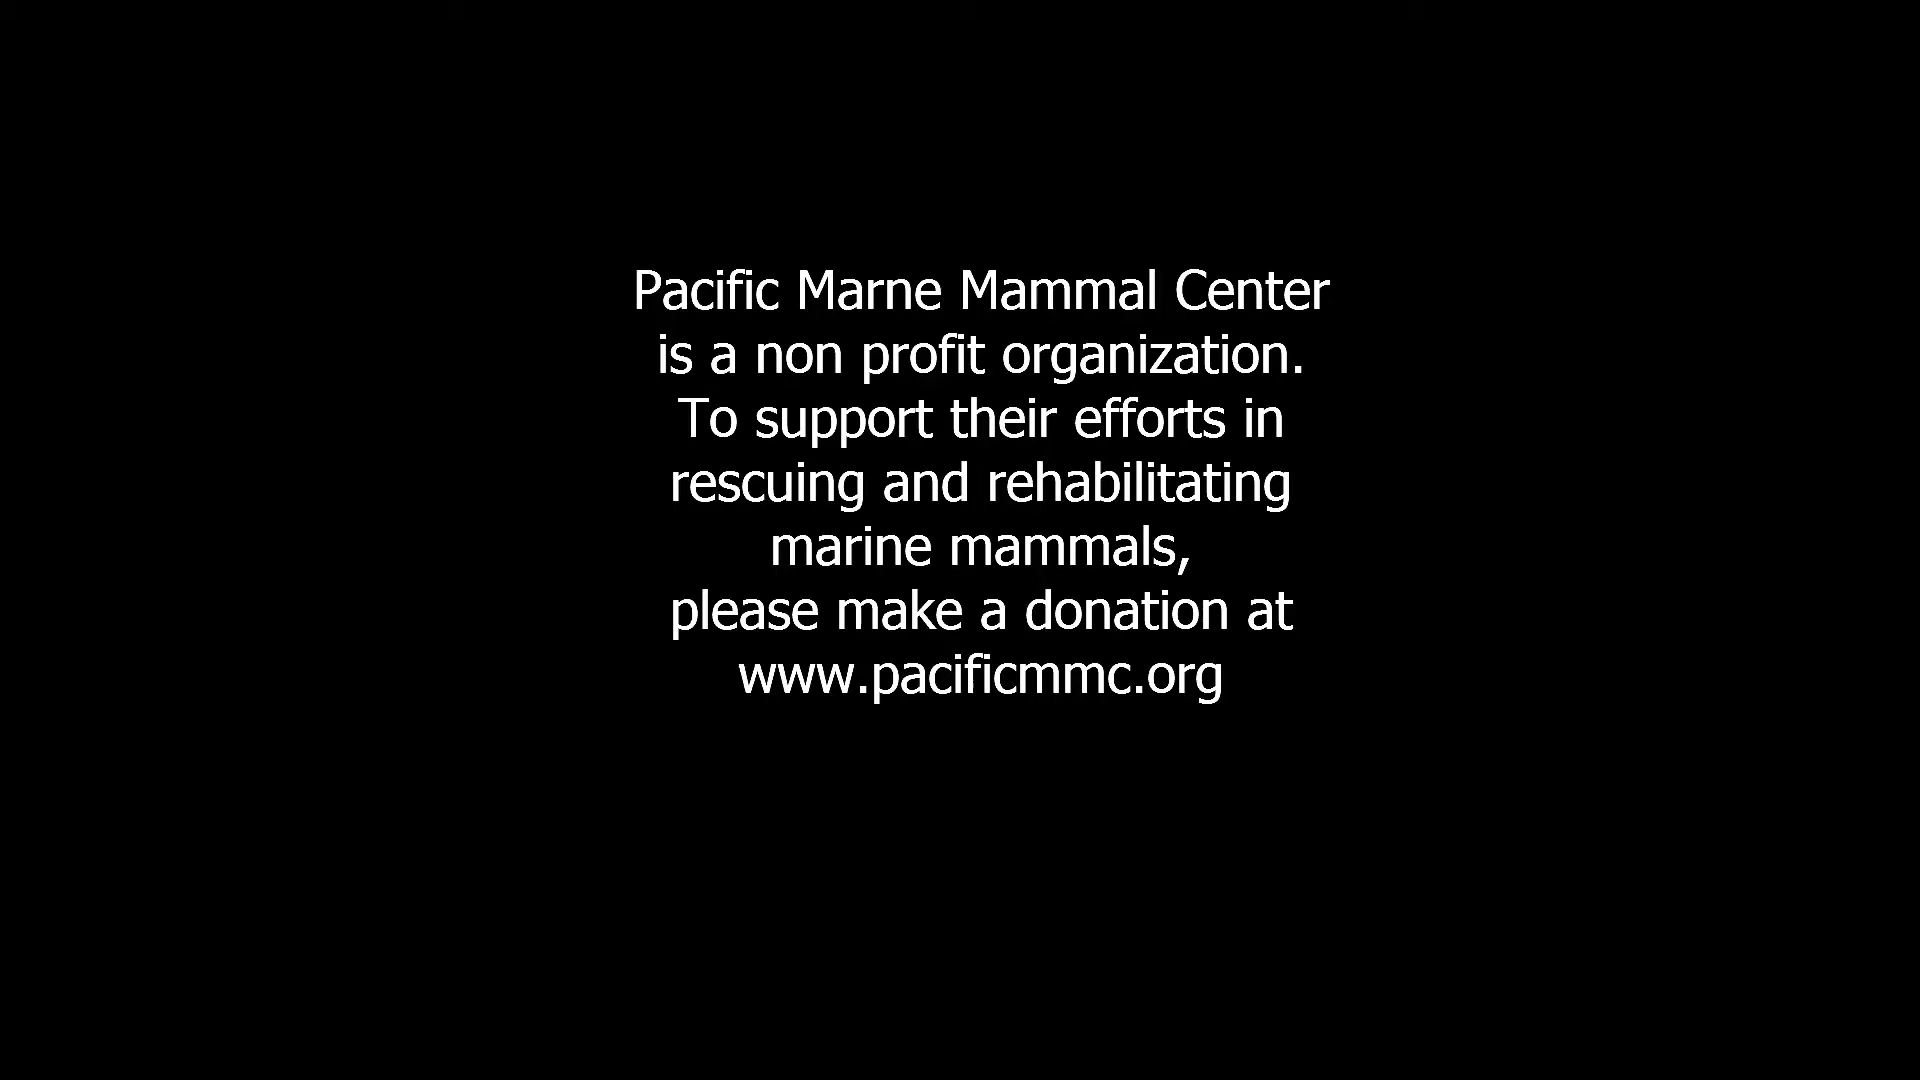 Pacific Marne Mammal Center
is a non profit organization.
To support their efforts in
rescuing and rehabilitating
marine mammals,
please make a donation at
www.pacificmmc.org